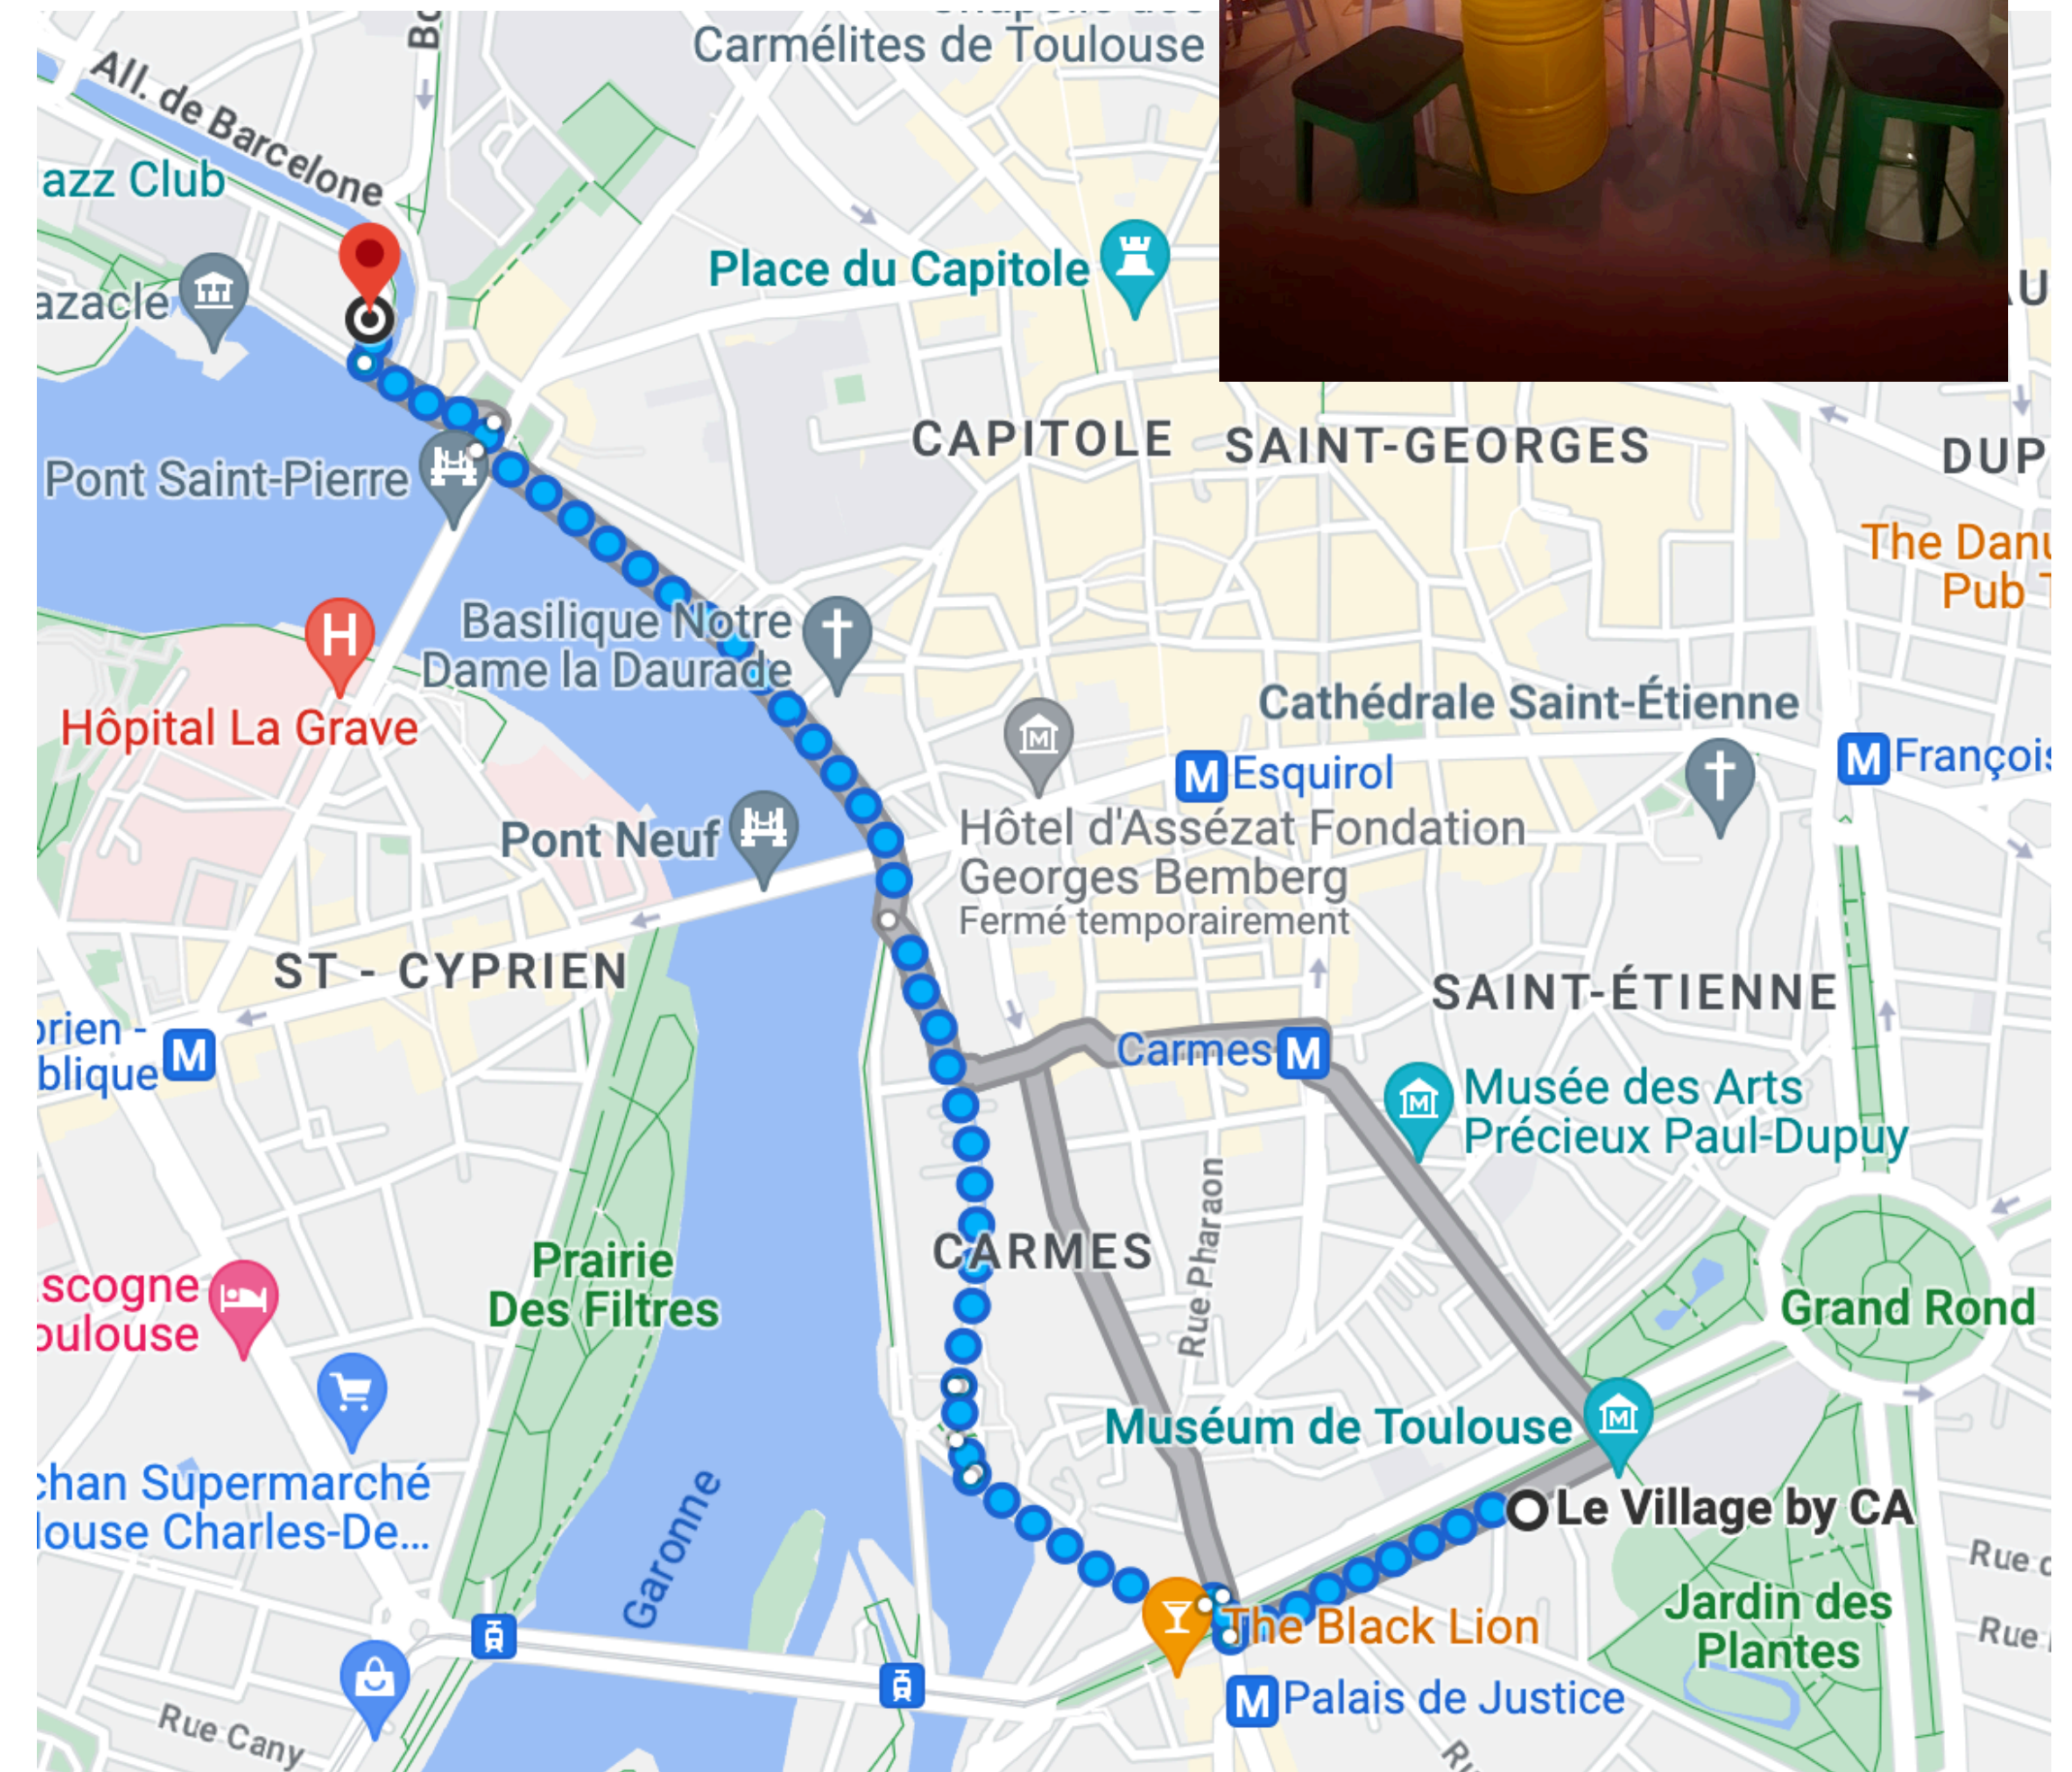 Carmélites de Toulouse
All. de Barcelone
azz Club
Place du Capitole
azacle
CAPITOLE
SAINT-GEORGES
DUP
Pont Saint-Pierre
The Danu
Pub T
Basilique Notre
Dame la Daurade
Hôpital La Grave
Cathédrale Saint-Étienne
M
Esquirol
M
François
Pont Neuf
Hôtel d'Assézat Fondation
Georges Bemberg
Fermé temporairement
ST - CYPRIEN
SAINT-ÉTIENNE
prien -
blique
M
Carmes
M
Musée des Arts
Précieux Paul-Dupuy
Rue Pharaon
CARMES
Prairie
Des Filtres
scogne
oulouse
Grand Rond
Muséum de Toulouse
chan Supermarché
louse Charles-De...
Le Village by CA
Garonne
The Black Lion
Jardin des
Plantes
M
Palais de Justice
Rue Cany
Rue
Rue
Ru